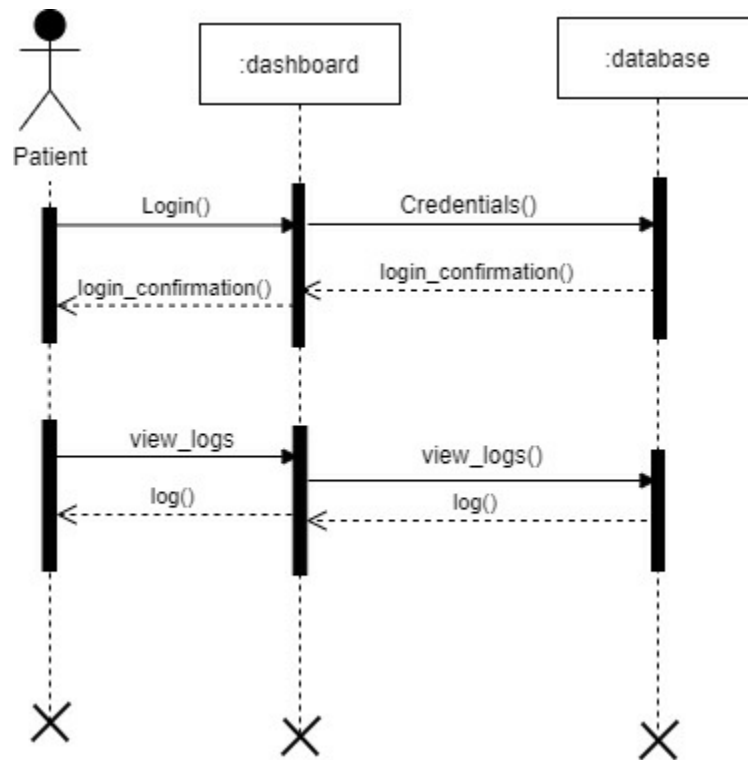 :dashboard
:database
Patient
Login()
Credentials()
login_confirmation()
login_confirmation()
view_logs
view_logs()
log()
log()